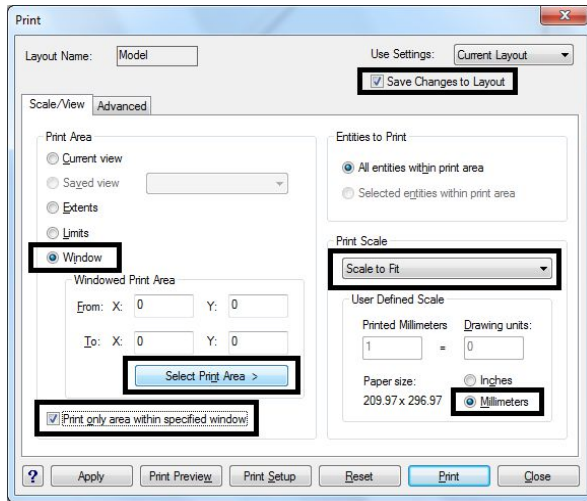 Print
Layout Name: Model
Use Settings: Current Layout
Save Changes to Layout
Scale/View Advanced
Print Area
Current view
Saved view
Extents
Limits
Window
Windowed Print Area
From: X: 0 Y: 0
To: X: 0 Y: 0
Select Print Area >
Print only area within specified window
Entities to Print
All entities within print area
Selected entities within print area
Print Scale
Scale to Fit
User Defined Scale
Printed Millimeters Drawing units:
1 = 0
Paper size: Inches
209.97 x 296.97 Millimeters
? Apply Print Preview Print Setup Reset Print Close